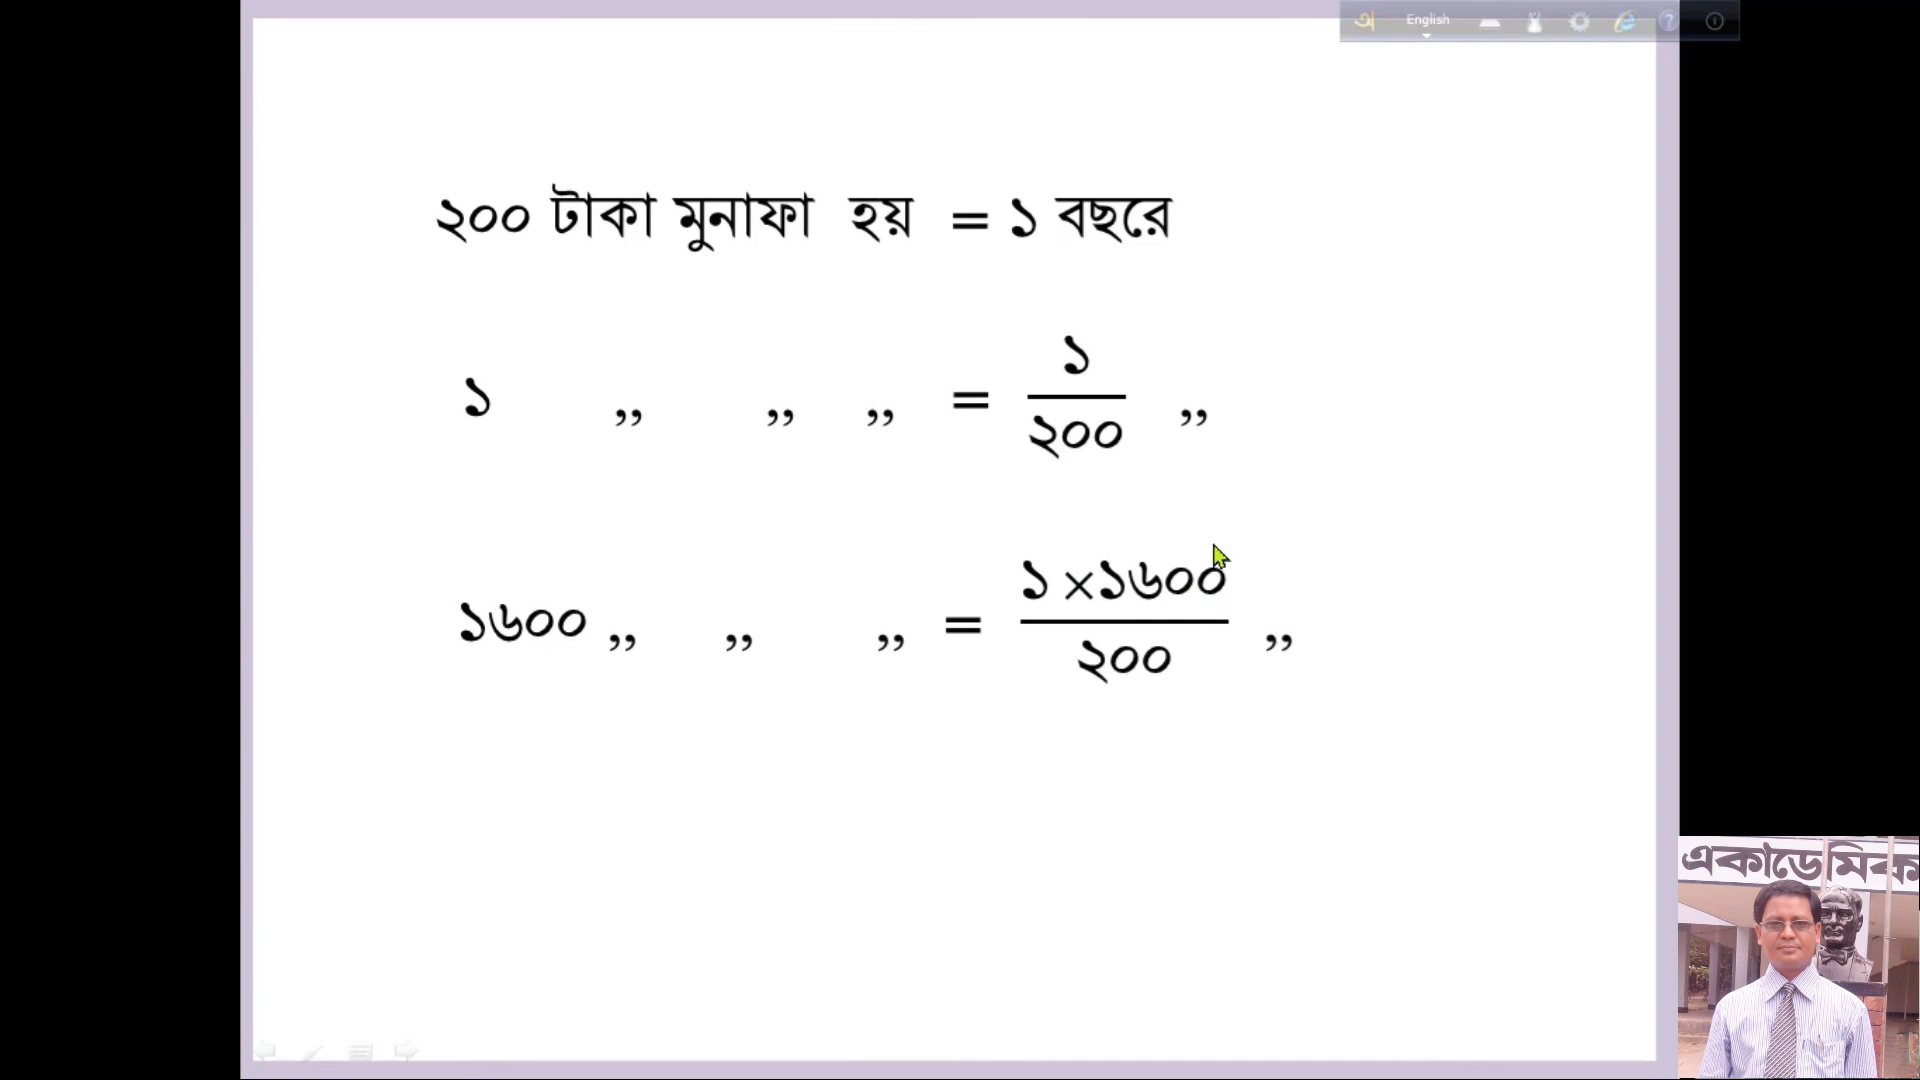 English
২০০ টাকা মুনাফা হয় = ১ বছরে
১ ,, ,, ,, = ১/২০০ ,,
১৬০০ ,, ,, ,, = ১ ×১৬০০/২০০ ,,
একাডেমিক